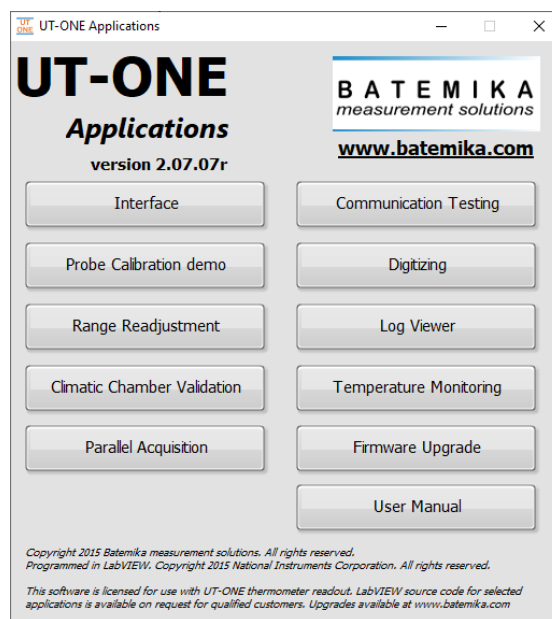 UT
ONE
UT-ONE Applications
UT-ONE
Applications
version 2.07.07r
BATEMIKA
measurement solutions
www.batemika.com
Interface
Communication Testing
Probe Calibration demo
Digitizing
Range Readjustment
Log Viewer
Climatic Chamber Validation
Temperature Monitoring
Parallel Acquisition
Firmware Upgrade
User Manual
Copyright 2015 Batemika measurement solutions. All rights reserved.
Programmed in LabVIEW. Copyright 2015 National Instruments Corporation. All rights reserved.
This software is licensed for use with UT-ONE thermometer readout. LabVIEW source code for selected
applications is available on request for qualified customers. Upgrades available at www.batemika.com